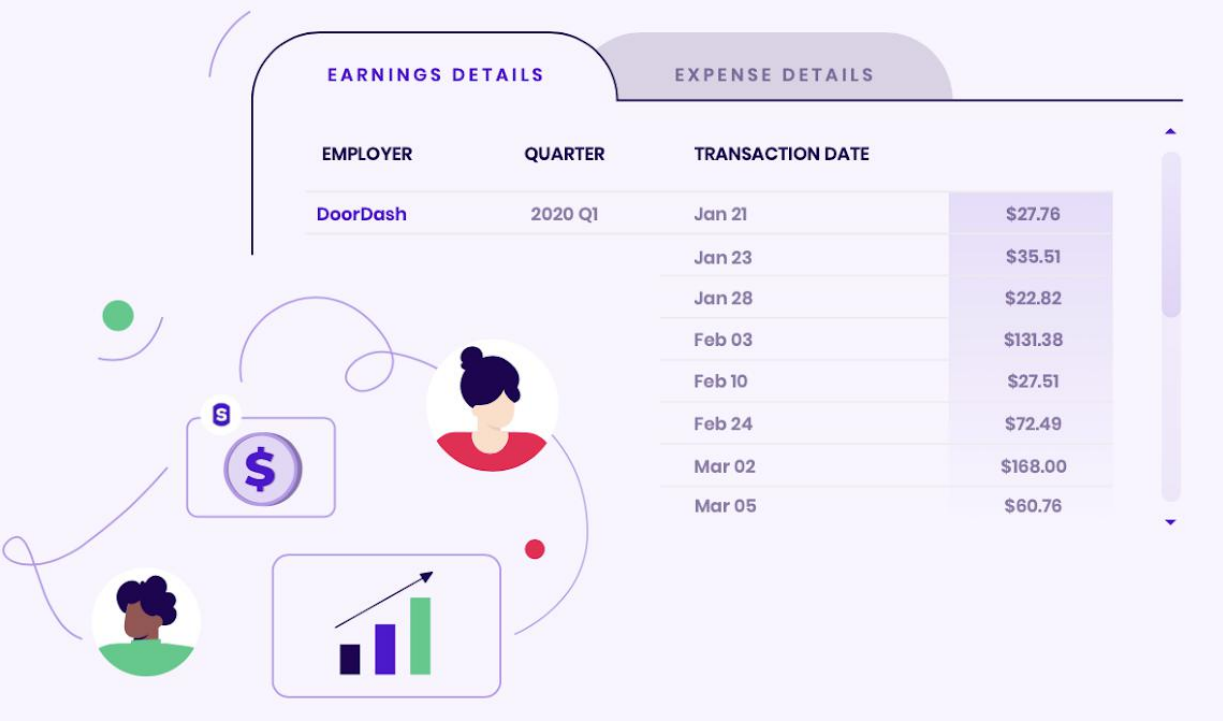 EARNINGS DETAILS EXPENSE DETAILS
EMPLOYER QUARTER TRANSACTION DATE
DoorDash 2020 Q1 Jan 21 $27.76
Jan 23 $35.51
Jan 28 $22.82
Feb 03 $131.38
Feb 10 $27.51
Feb 24 $72.49
Mar 02 $168.00
Mar 05 $60.76
S
$